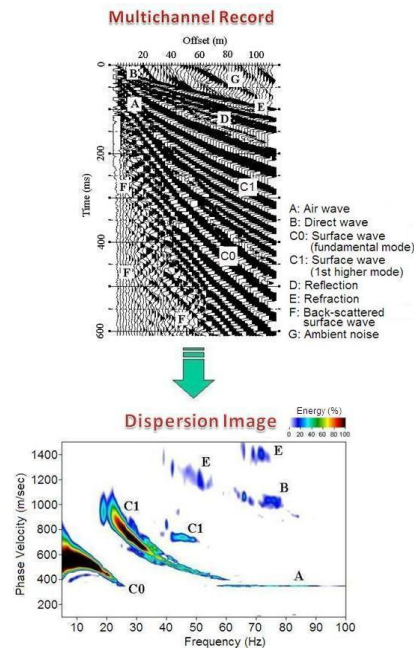 Multichannel Record
Offset (m)
20 40 60 80 100
0
200
400
600
Time (ms)
B
G
A
E
D
F
C1
C0
F
F
A: Air wave
B: Direct wave
C0: Surface wave
(fundamental mode)
C1: Surface wave
(1st higher mode)
D: Reflection
E: Refraction
F: Back-scattered
surface wave
G: Ambient noise
Dispersion Image
Energy (%)
0 20 40 60 80 100
Phase Velocity (m/sec)
1400
1200
1000
800
600
400
200
E
E
B
C1
C1
C0
A
10 20 30 40 50 60 70 80 90 100
Frequency (Hz)